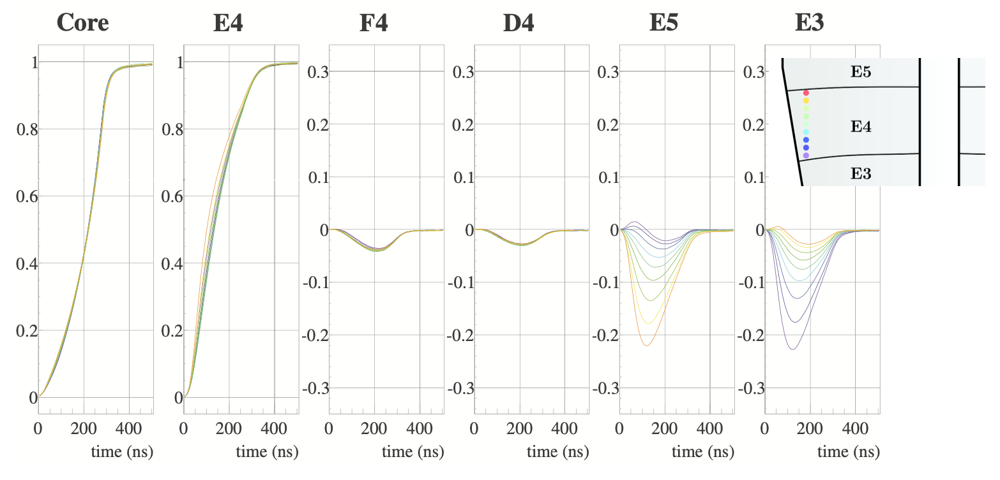 Core E4 F4 D4 E5 E3
1 1 0.3 0.3 0.3 0.3
E5
0.8 0.8 0.2 0.2 0.2 0.2
E4
0.6 0.6 0.1 0.1 0.1 0.1
E3
0 0 0 0
0.4 0.4 -0.1 -0.1 -0.1 -0.1
0.2 0.2 -0.2 -0.2 -0.2 -0.2
0 0 -0.3 -0.3 -0.3 -0.3
0 200 400 0 200 400 0 200 400 0 200 400 0 200 400 0 200 400
time (ns) time (ns) time (ns) time (ns) time (ns) time (ns)